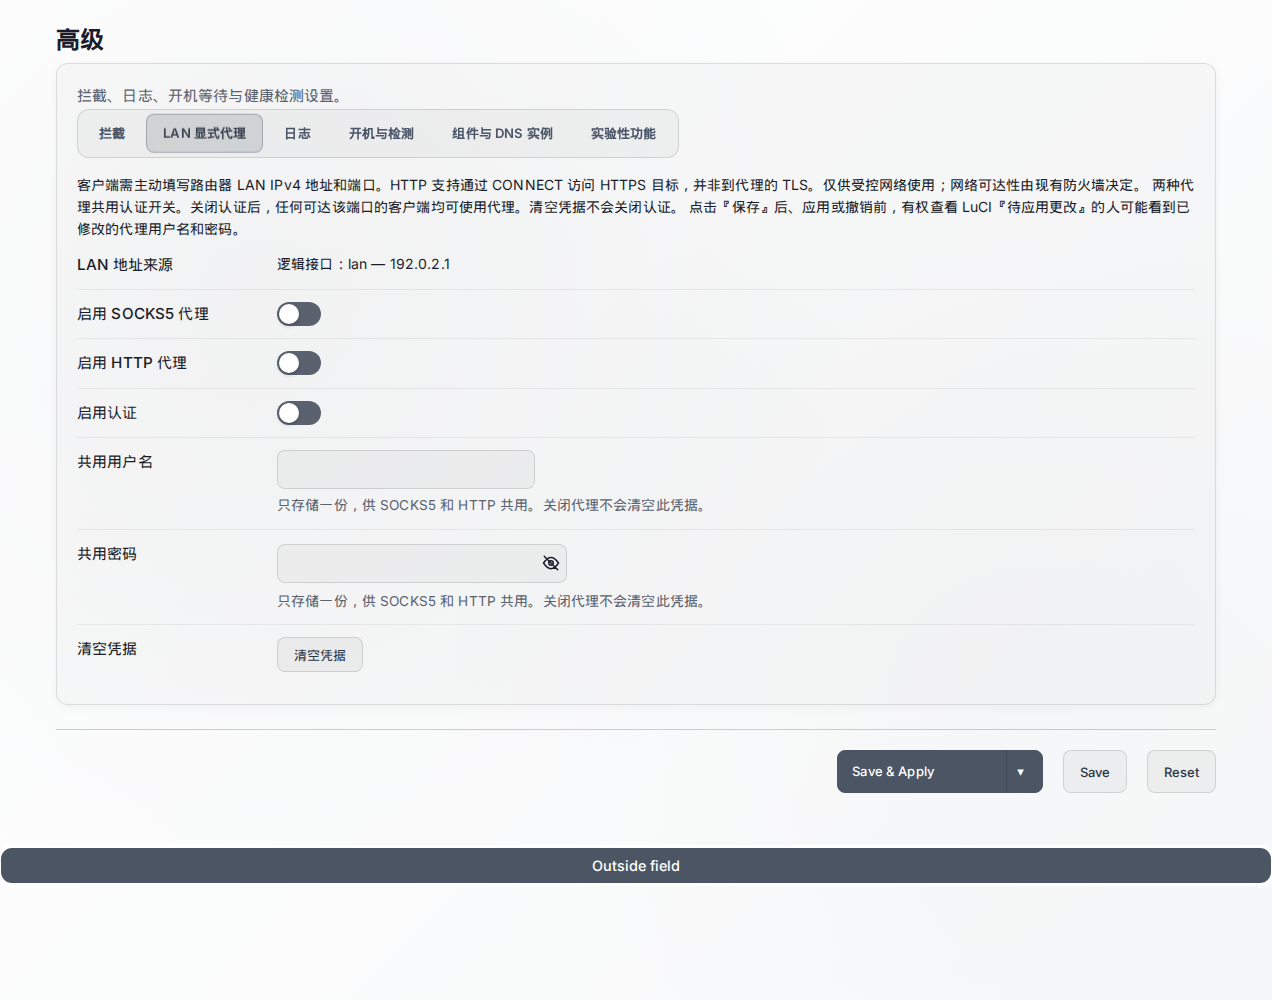 高级
拦截、日志、开机等待与健康检测设置。
拦截 LAN 显式代理 日志 开机与检测 组件与 DNS 实例 实验性功能
客户端需主动填写路由器 LAN IPv4 地址和端口。HTTP 支持通过 CONNECT 访问 HTTPS 目标，并非到代理的 TLS。仅供受控网络使用；网络可达性由现有防火墙决定。 两种代
理共用认证开关。关闭认证后，任何可达该端口的客户端均可使用代理。清空凭据不会关闭认证。 点击『保存』后、应用或撤销前，有权查看 LuCI『待应用更改』的人可能看到已
修改的代理用户名和密码。
LAN 地址来源 逻辑接口：lan — 192.0.2.1
启用 SOCKS5 代理
启用 HTTP 代理
启用认证
共用用户名
只存储一份，供 SOCKS5 和 HTTP 共用。关闭代理不会清空此凭据。
共用密码
只存储一份，供 SOCKS5 和 HTTP 共用。关闭代理不会清空此凭据。
清空凭据 清空凭据
Save & Apply ▼ Save Reset
Outside field